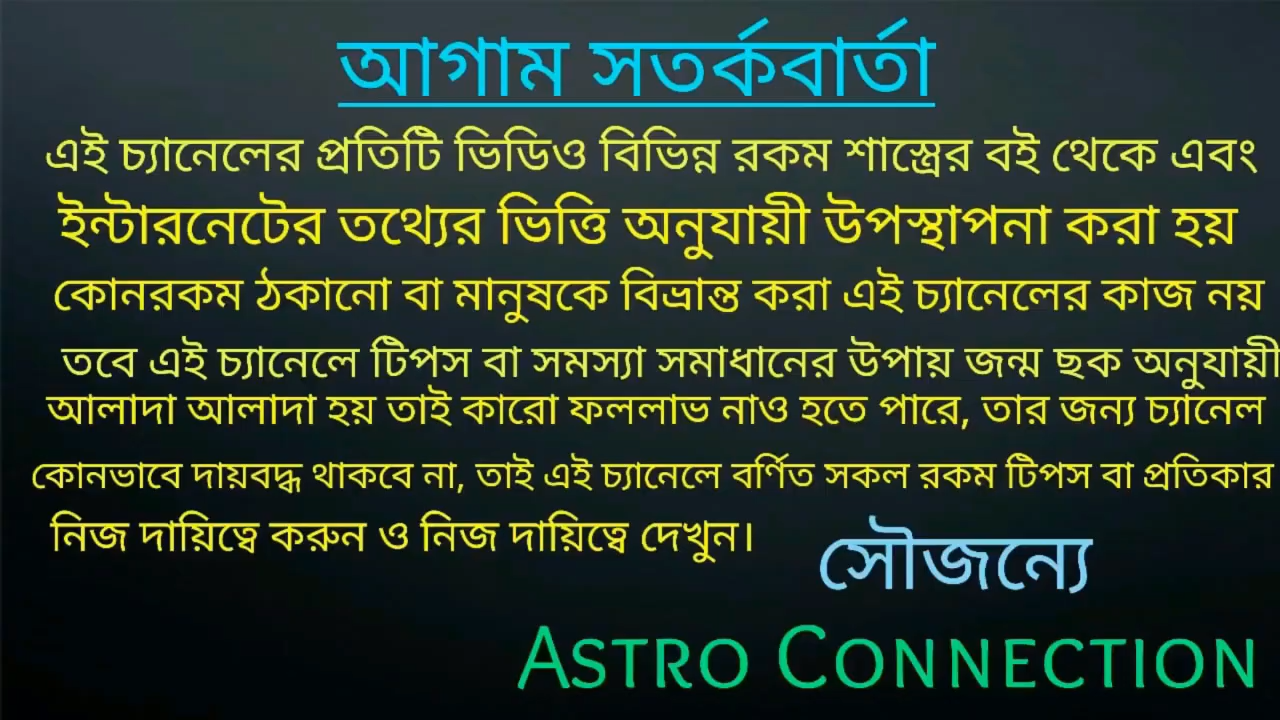 আগাম সতর্কবার্তা
এই চ্যানেলের প্রতিটি ভিডিও বিভিন্ন রকম শাস্ত্রের বই থেকে এবং
ইন্টারনেটের তথ্যের ভিত্তি অনুযায়ী উপস্থাপনা করা হয়
কোনরকম ঠকানো বা মানুষকে বিভ্রান্ত করা এই চ্যানেলের কাজ নয়
তবে এই চ্যানেলে টিপস বা সমস্যা সমাধানের উপায় জন্ম ছক অনুযায়ী
আলাদা আলাদা হয় তাই কারো ফললাভ নাও হতে পারে, তার জন্য চ্যানেল
কোনভাবে দায়বদ্ধ থাকবে না, তাই এই চ্যানেলে বর্ণিত সকল রকম টিপস বা প্রতিকার
নিজ দায়িত্বে করুন ও নিজ দায়িত্বে দেখুন।
সৌজন্যে
ASTRO CONNECTION